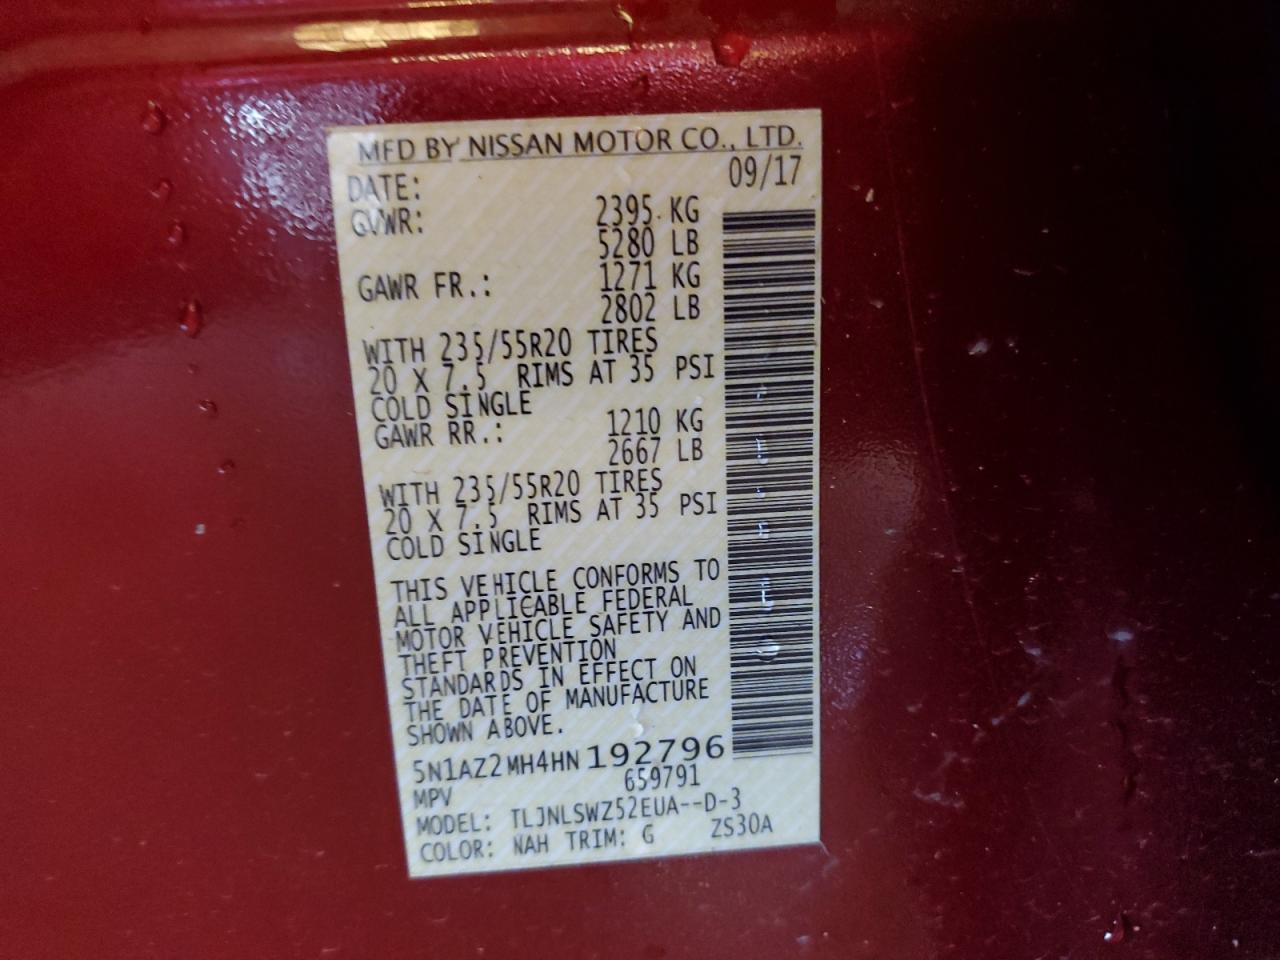 MFD BY NISSAN MOTOR CO., LTD.
DATE: 09/17
GVWR: 2395 KG
5280 LB
GAWR FR.: 1271 KG
2802 LB
WITH 235/55R20 TIRES
20 X 7.5 RIMS AT 35 PSI
COLD SINGLE
GAWR RR.: 1210 KG
2667 LB
WITH 235/55R20 TIRES
20 X 7.5 RIMS AT 35 PSI
COLD SINGLE
THIS VEHICLE CONFORMS TO
ALL APPLICABLE FEDERAL
MOTOR VEHICLE SAFETY AND
THEFT PREVENTION
STANDARDS IN EFFECT ON
THE DATE OF MANUFACTURE
SHOWN ABOVE.
5N1AZ2MH4HN192796
MPV 659791
MODEL: TLJNLSWZ52EUA--D-3
COLOR: NAH TRIM: G ZS30A